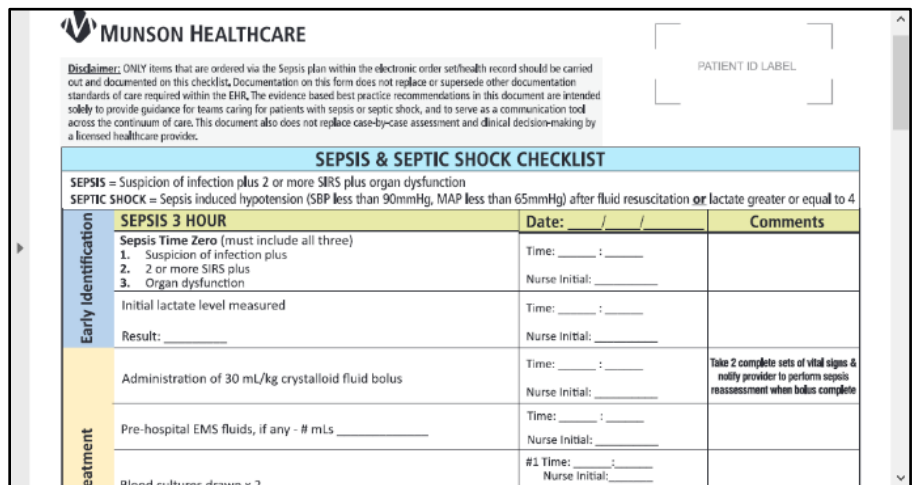 MUNSON HEALTHCARE
PATIENT ID LABEL
Disclaimer: ONLY items that are ordered via the Sepsis plan within the electronic order set/health record should be carried
out and documented on this checklist. Documentation on this form does not replace or supersede other documentation
standards of care required within the EHR. The evidence based best practice recommendations in this document are intended
solely to provide guidance for teams caring for patients with sepsis or septic shock, and to serve as a communication tool
across the continuum of care. This document also does not replace case-by-case assessment and clinical decision-making by
a licensed healthcare provider.
SEPSIS & SEPTIC SHOCK CHECKLIST
SEPSIS = Suspicion of infection plus 2 or more SIRS plus organ dysfunction
SEPTIC SHOCK = Sepsis induced hypotension (SBP less than 90mmHg, MAP less than 65mmHg) after fluid resuscitation or lactate greater or equal to 4
Early Identification
SEPSIS 3 HOUR
Date: ____/____/________
Comments
Sepsis Time Zero (must include all three)
1. Suspicion of infection plus
2. 2 or more SIRS plus
3. Organ dysfunction
Time: ______ : ______
Nurse Initial: __________
Initial lactate level measured
Result: __________
Time: ______ : ______
Nurse Initial: __________
Administration of 30 mL/kg crystalloid fluid bolus
Time: ______ : ______
Nurse Initial: __________
Take 2 complete sets of vital signs &
notify provider to perform sepsis
reassessment when bolus complete
Pre-hospital EMS fluids, if any - # mLs ______________
Time: ______ : ______
Nurse Initial: __________
eatment
Blood cultures drawn x 2
#1 Time: ______:______
Nurse Initial:_______